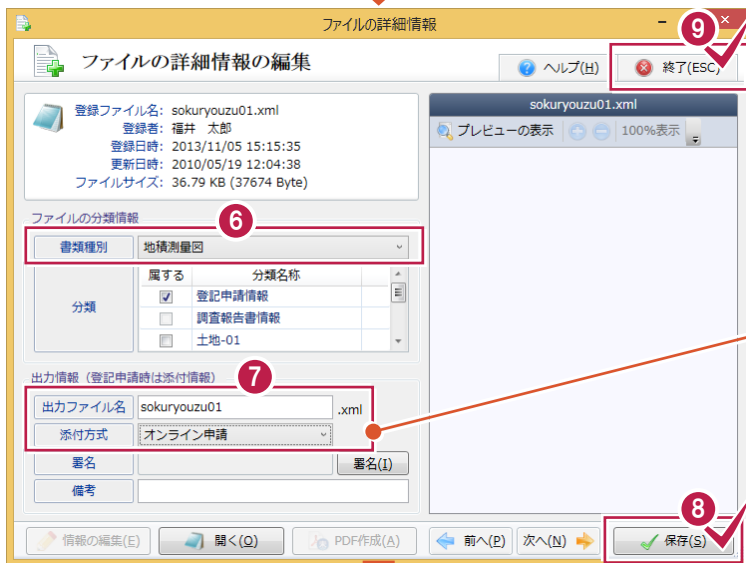 ファイルの詳細情報
9
ファイルの詳細情報の編集
ヘルプ(H)
終了(ESC)
登録ファイル名: sokuryouzu01.xml
登録者: 福井 太郎
登録日時: 2013/11/05 15:15:35
更新日時: 2010/05/19 12:04:38
ファイルサイズ: 36.79 KB (37674 Byte)
sokuryouzu01.xml
プレビューの表示 100%表示
ファイルの分類情報
6
書類種別 地積測量図
分類
属する 分類名称
登記申請情報
調査報告書情報
土地-01
出力情報（登記申請時は添付情報）
7
出力ファイル名 sokuryouzu01 .xml
添付方式 オンライン申請
署名 署名(I)
備考
8
情報の編集(E) 開く(O) PDF作成(A) 前へ(P) 次へ(N) 保存(S)